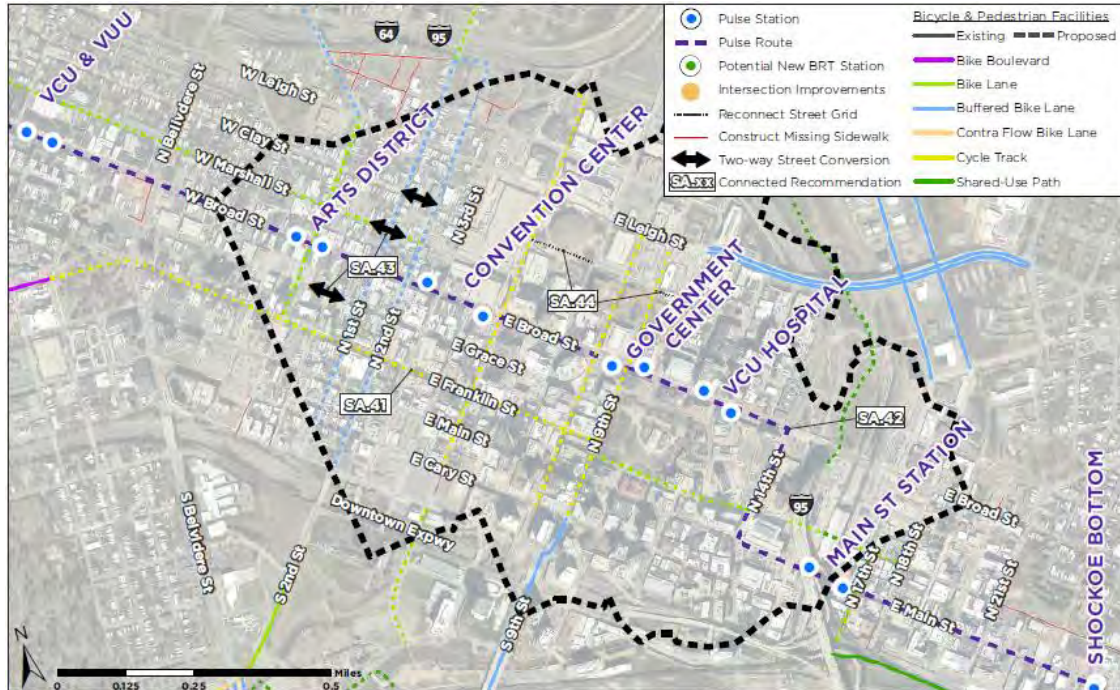 Pulse Station
Pulse Route
Potential New BRT Station
Intersection Improvements
Reconnect Street Grid
Construct Missing Sidewalk
Two-way Street Conversion
SA.xx Connected Recommendation
Bicycle & Pedestrian Facilities
Existing Proposed
Bike Boulevard
Bike Lane
Buffered Bike Lane
Contra Flow Bike Lane
Cycle Track
Shared-Use Path
64
95
VCU & VUU
N Belvdere St
W Leigh St
W Clay St
W Marshall St
W Broad St
ARTS DISTRICT
N 3rd St
CONVENTION CENTER
E Leigh St
SA.43
SA.44
GOVERNMENT
CENTER
VCU HOSPITAL
N 1st St
N 2nd St
E Broad St
E Grace St
SA.41
E Franklin St
E Main St
E Cary St
N 9th St
SA.42
N 14th St
95
MAIN ST STATION
E Broad St
SHOCKOE BOTTOM
Downtown Expwy
S Belvidere St
S 2nd St
S 9th St
N 17th St
N 18th St
N 21st St
E Main St
N
Miles
0 0.125 0.25 0.5